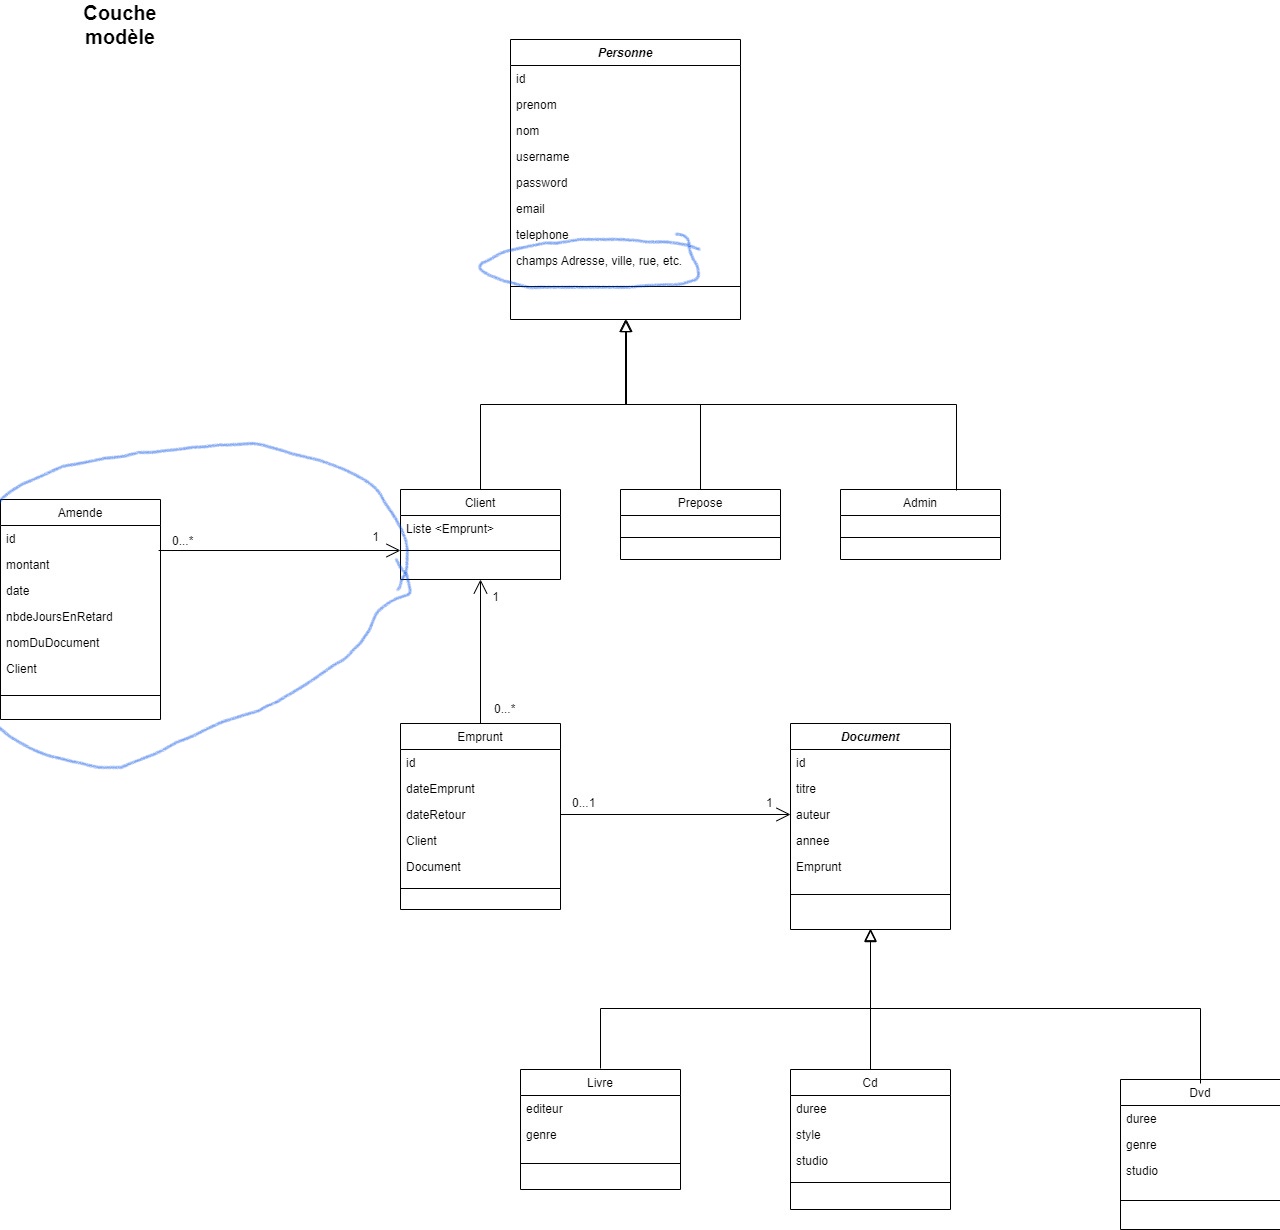 Couche
modèle
Personne
id
prenom
nom
username
password
email
telephone
champs Adresse, ville, rue, etc.
Amende
id
montant
date
nbdeJoursEnRetard
nomDuDocument
Client
0...*
1
Client
Liste <Emprunt>
Prepose
Admin
1
0...*
Emprunt
id
dateEmprunt
dateRetour
Client
Document
0...1
1
Document
id
titre
auteur
annee
Emprunt
Livre
editeur
genre
Cd
duree
style
studio
Dvd
duree
genre
studio